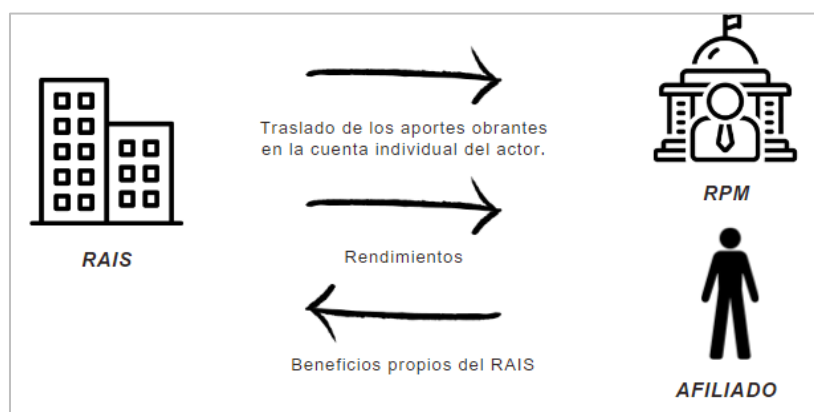 Traslado de los aportes obrantes
en la cuenta individual del actor.
RPM
RAIS
Rendimientos
Beneficios propios del RAIS
AFILIADO